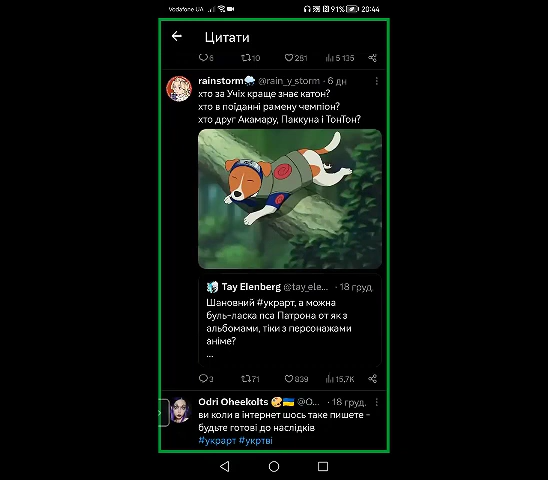 Vodafone UA 91% 20:44
Цитати
6 10 281 5 135
rainstorm🌧️ @rain_y_storm · 6 дн
хто за Учіх краще знає катон?
хто в поїданні рамену чемпіон?
хто друг Акамару, Паккуна і ТонТон?
Tay Elenberg @tay_ele... · 18 груд.
Шановний #украрт, а можна
буль-ласка пса Патрона от як з
альбомами, тіки з персонажами
аніме?
...
3 71 839 15,7K
Odri Oheekolts 🎨🇺🇦 @O... · 18 груд.
ви коли в інтернет шось таке пишете -
будьте готові до наслідків
#украрт #укртві